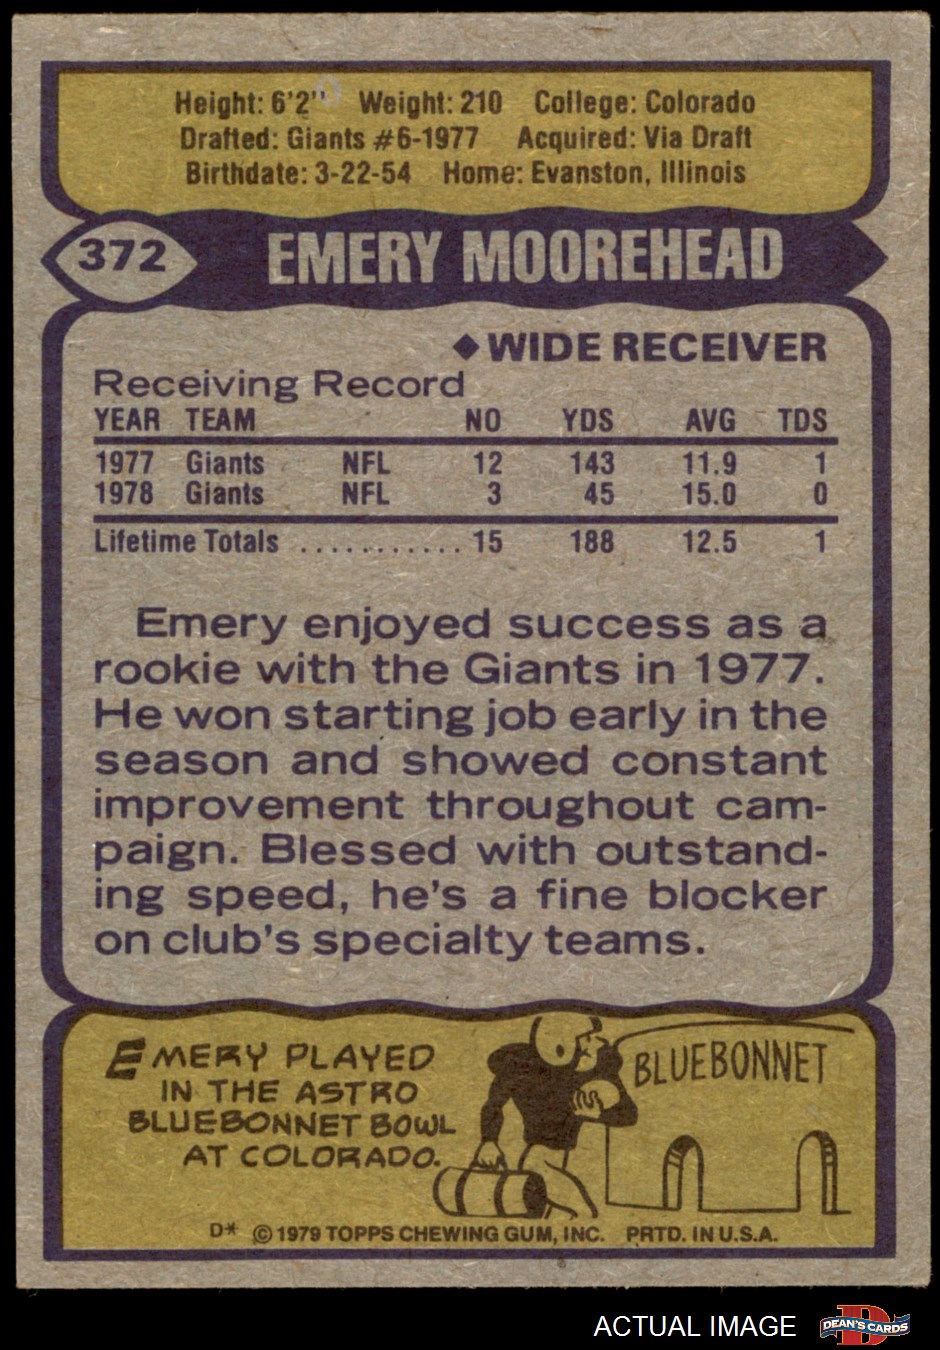 Height: 6'2" Weight: 210 College: Colorado
Drafted: Giants #6-1977 Acquired: Via Draft
Birthdate: 3-22-54 Home: Evanston, Illinois
372 EMERY MOOREHEAD
◆ WIDE RECEIVER
Receiving Record
YEAR TEAM NO YDS AVG TDS
1977 Giants NFL 12 143 11.9 1
1978 Giants NFL 3 45 15.0 0
Lifetime Totals ........... 15 188 12.5 1
Emery enjoyed success as a
rookie with the Giants in 1977.
He won starting job early in the
season and showed constant
improvement throughout cam-
paign. Blessed with outstand-
ing speed, he's a fine blocker
on club's specialty teams.
EMERY PLAYED
IN THE ASTRO
BLUEBONNET BOWL
AT COLORADO.
BLUEBONNET
D* ©1979 TOPPS CHEWING GUM, INC. PRTD. IN U.S.A.
ACTUAL IMAGE
D
DEAN'S CARDS